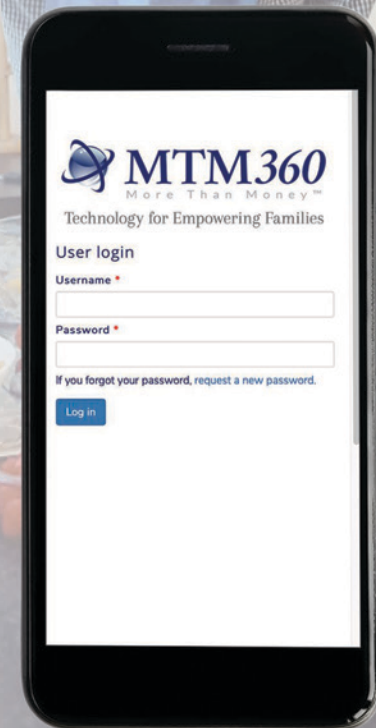 MTM360
More Than Money™
Technology for Empowering Families
User login
Username *
Password *
If you forgot your password, request a new password.
Log in